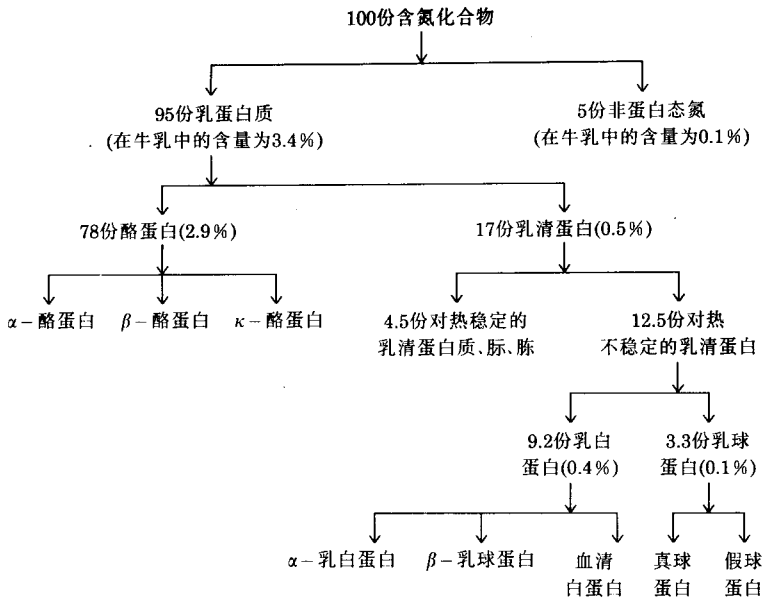 100份含氮化合物
95份乳蛋白质
(在牛乳中的含量为3.4%)
5份非蛋白态氮
(在牛乳中的含量为0.1%)
78份酪蛋白(2.9%)
17份乳清蛋白(0.5%)
α－酪蛋白
β－酪蛋白
κ－酪蛋白
4.5份对热稳定的
乳清蛋白质、胨、胨
12.5份对热
不稳定的乳清蛋白
9.2份乳白
蛋白(0.4%)
3.3份乳球
蛋白(0.1%)
α－乳白蛋白
β－乳球蛋白
血清
白蛋白
真球
蛋白
假球
蛋白